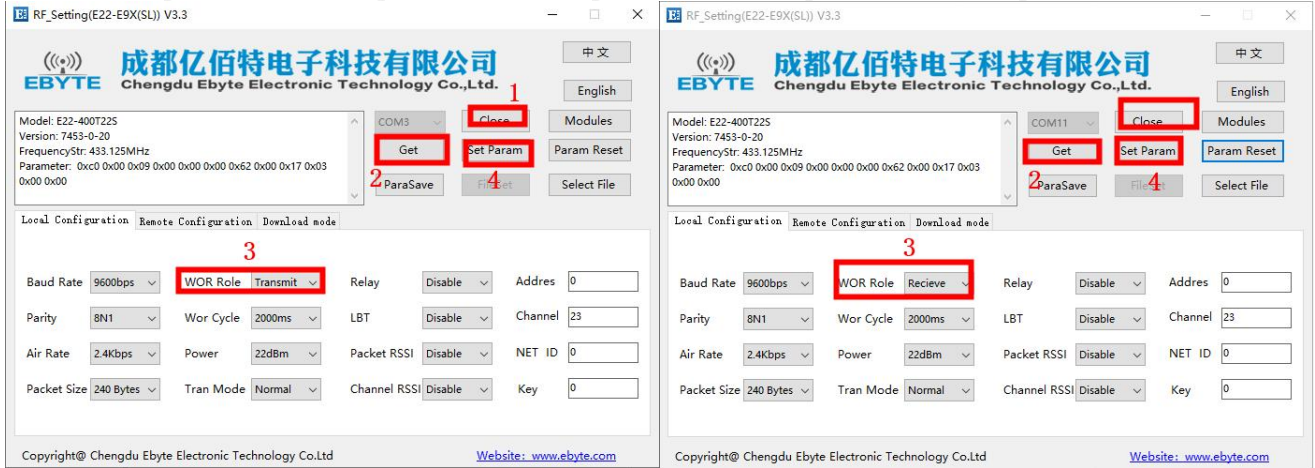 RF_Setting(E22-E9X(SL)) V3.3
中文
EBYTE
成都亿佰特电子科技有限公司
Chengdu Ebyte Electronic Technology Co.,Ltd.
1
English
Model: E22-400T22S
Version: 7453-0-20
FrequencyStr: 433.125MHz
Parameter: 0xc0 0x00 0x09 0x00 0x00 0x00 0x62 0x00 0x17 0x03
0x00 0x00
COM3
Close
Modules
Get
Set Param
Param Reset
2
ParaSave
FileSet
4
Select File
Local Configuration Remote Configuration Download mode
3
Baud Rate 9600bps WOR Role Transmit Relay Disable Addres 0
Parity 8N1 Wor Cycle 2000ms LBT Disable Channel 23
Air Rate 2.4Kbps Power 22dBm Packet RSSI Disable NET ID 0
Packet Size 240 Bytes Tran Mode Normal Channel RSSI Disable Key 0
Copyright@ Chengdu Ebyte Electronic Technology Co.Ltd Website: www.ebyte.com
RF_Setting(E22-E9X(SL)) V3.3
中文
EBYTE
成都亿佰特电子科技有限公司
Chengdu Ebyte Electronic Technology Co.,Ltd.
English
Model: E22-400T22S
Version: 7453-0-20
FrequencyStr: 433.125MHz
Parameter: 0xc0 0x00 0x00 0x09 0x00 0x00 0x00 0x62 0x00 0x17 0x03
0x00 0x00
COM11
Close
Modules
Get
Set Param
Param Reset
2
ParaSave
FileSet
4
Select File
Local Configuration Remote Configuration Download mode
3
Baud Rate 9600bps WOR Role Recieve Relay Disable Addres 0
Parity 8N1 Wor Cycle 2000ms LBT Disable Channel 23
Air Rate 2.4Kbps Power 22dBm Packet RSSI Disable NET ID 0
Packet Size 240 Bytes Tran Mode Normal Channel RSSI Disable Key 0
Copyright@ Chengdu Ebyte Electronic Technology Co.Ltd Website: www.ebyte.com